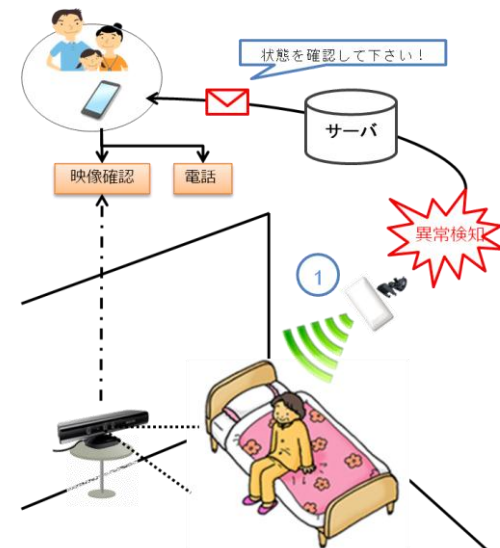 状態を確認して下さい！
サーバ
映像確認
電話
異常検知
1